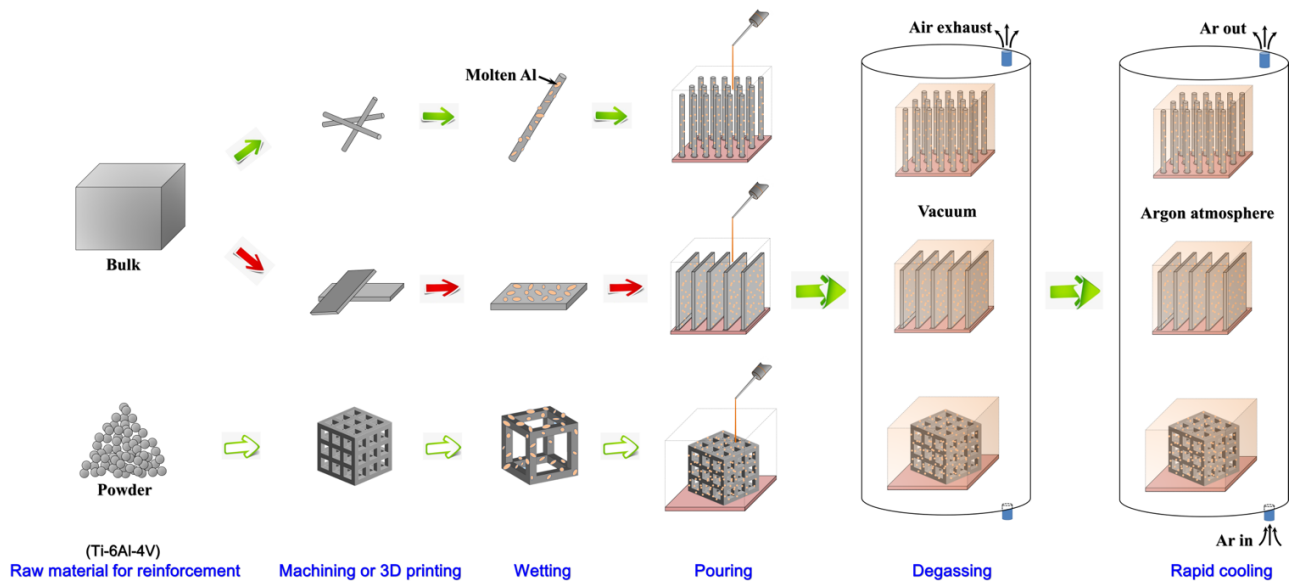 Air exhaust
Ar out
Molten Al
Vacuum
Argon atmosphere
Bulk
Powder
Ar in
(Ti-6Al-4V)
Raw material for reinforcement
Machining or 3D printing
Wetting
Pouring
Degassing
Rapid cooling